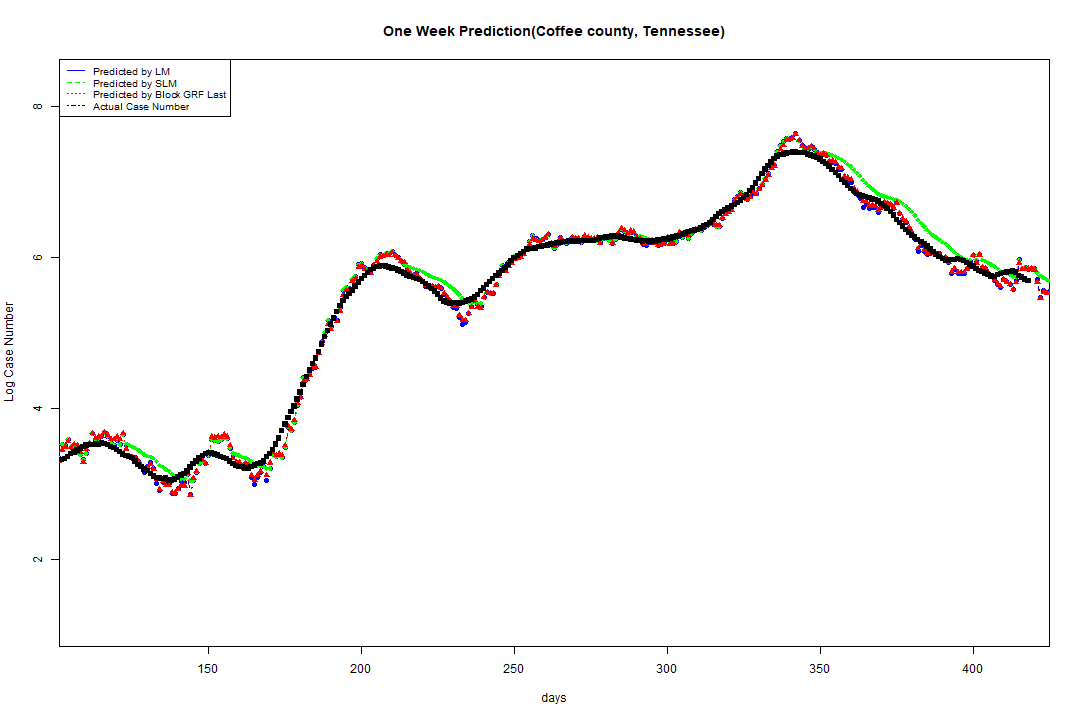 One Week Prediction(Coffee county, Tennessee)
Predicted by LM
Predicted by SLM
Predicted by Block GRF Last
Actual Case Number
8
6
4
2
Log Case Number
150 200 250 300 350 400
days